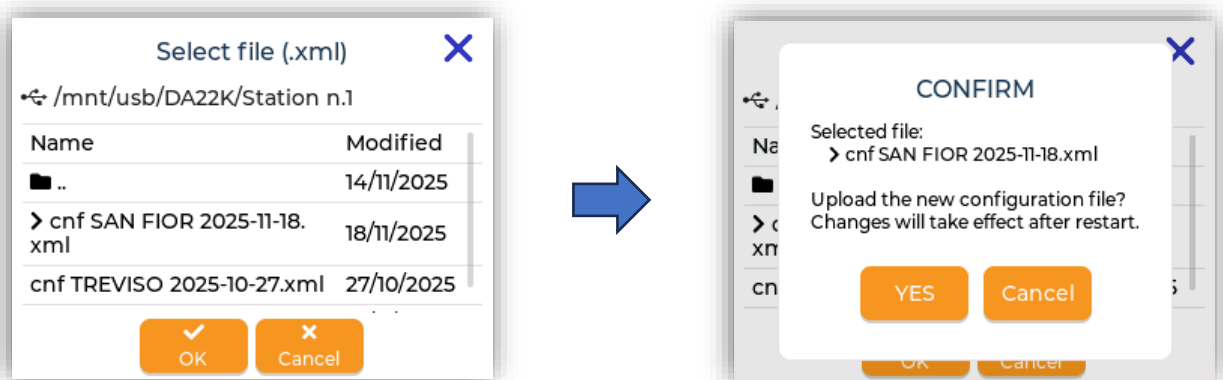 Select file (.xml)
/mnt/usb/DA22K/Station n.1
Name Modified
.. 14/11/2025
> cnf SAN FIOR 2025-11-18.
xml 18/11/2025
cnf TREVISO 2025-10-27.xml 27/10/2025
OK Cancel
CONFIRM
Selected file:
> cnf SAN FIOR 2025-11-18.xml
Upload the new configuration file?
Changes will take effect after restart.
YES Cancel
OK Cancel